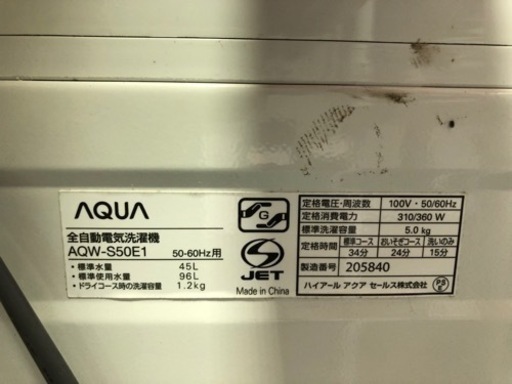 AQUA
全自動電気洗濯機
AQW-S50E1 50-60Hz用
・標準水量 45L
・標準使用水量 96L
・ドライコース時の洗濯容量 1.2kg
G
S
JET
Made in China
定格電圧・周波数 100V・50/60Hz
定格消費電力 310/360 W
標準洗濯容量 5.0 kg
定格時間 標準コース おいそぎコース 洗いのみ
34分 24分 15分
製造番号 205840
ハイアール アクア セールス株式会社
PS
E